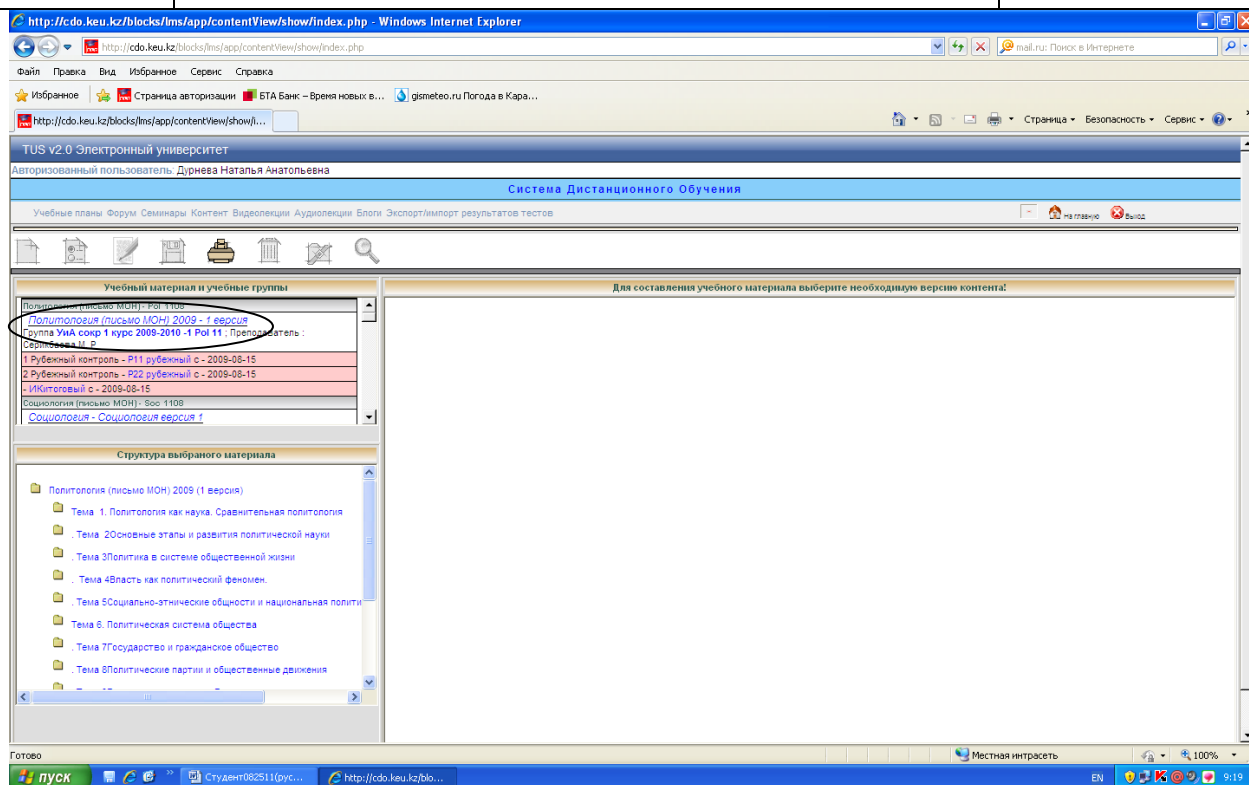 http://cdo.keu.kz/blocks/lms/app/contentView/show/index.php - Windows Internet Explorer
http://cdo.keu.kz/blocks/lms/app/contentView/show/index.php
mail.ru: Поиск в Интернете
Файл Правка Вид Избранное Сервис Справка
Избранное Страница авторизации БТА Банк – Время новых в... gismeteo.ru Погода в Кара...
http://cdo.keu.kz/blocks/lms/app/contentView/show/i... Страница Безопасность Сервис
TUS v2.0 Электронный университет
Авторизованный пользователь: Дурнева Наталья Анатольевна
Система Дистанционного Обучения
Учебные планы Форум Семинары Контент Видеолекции Аудиолекции Блоги Экспорт/импорт результатов тестов на главную Выход
Учебный материал и учебные группы
Для составления учебного материала выберите необходимую версию контента!
Политология (письмо МОН)- Pol 1108
Политология (письмо МОН) 2009 - 1 версия
Группа УиА сокр 1 курс 2009-2010 -1 Pol 11 ; Преподаватель :
Серикбаева М. Р.
1 Рубежный контроль - Р11 рубежный с - 2009-08-15
2 Рубежный контроль - Р22 рубежный с - 2009-08-15
- ИКитоговый с - 2009-08-15
Социология (письмо МОН)- Soc 1108
Социология - Социология версия 1
Структура выбраного материала
Политология (письмо МОН) 2009 (1 версия)
Тема 1. Политология как наука. Сравнительная политология
. Тема 2Основные этапы и развития политической науки
. Тема 3Политика в системе общественной жизни
. Тема 4Власть как политический феномен.
. Тема 5Социально-этнические общности и национальная полити
Тема 6. Политическая система общества
. Тема 7Государство и гражданское общество
. Тема 8Политические партии и общественные движения
Готово Местная интрасеть 100%
пуск Студент082511(рус... http://cdo.keu.kz/blo... EN 9:19